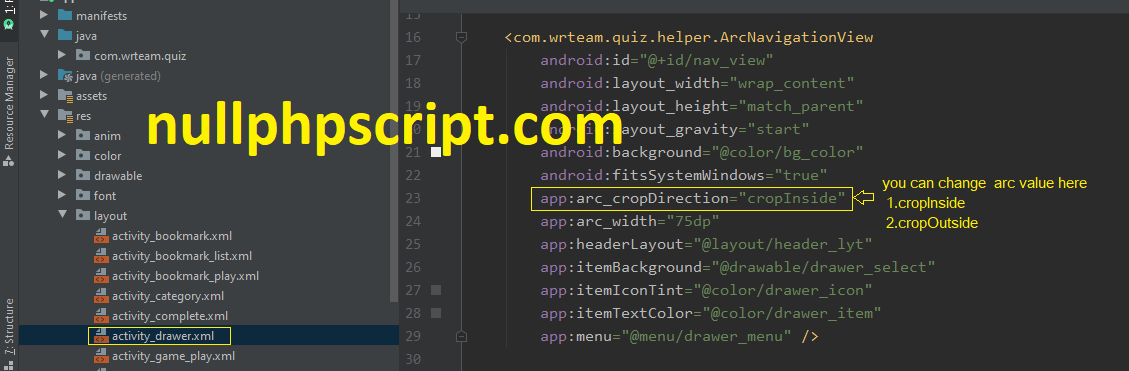 1: P
Resource Manager
7: Structure
manifests
java
com.wrteam.quiz
java (generated)
assets
res
anim
color
drawable
font
layout
activity_bookmark.xml
activity_bookmark_list.xml
activity_bookmark_play.xml
activity_category.xml
activity_complete.xml
activity_drawer.xml
activity_game_play.xml
nullphpscript.com
15
16 <com.wrteam.quiz.helper.ArcNavigationView
17 android:id="@+id/nav_view"
18 android:layout_width="wrap_content"
19 android:layout_height="match_parent"
20 android:layout_gravity="start"
21 android:background="@color/bg_color"
22 android:fitsSystemWindows="true"
23 app:arc_cropDirection="cropInside"
24 app:arc_width="75dp"
25 app:headerLayout="@layout/header_lyt"
26 app:itemBackground="@drawable/drawer_select"
27 app:itemIconTint="@color/drawer_icon"
28 app:itemTextColor="@color/drawer_item"
29 app:menu="@menu/drawer_menu" />
30
you can change arc value here
1.cropInside
2.cropOutside